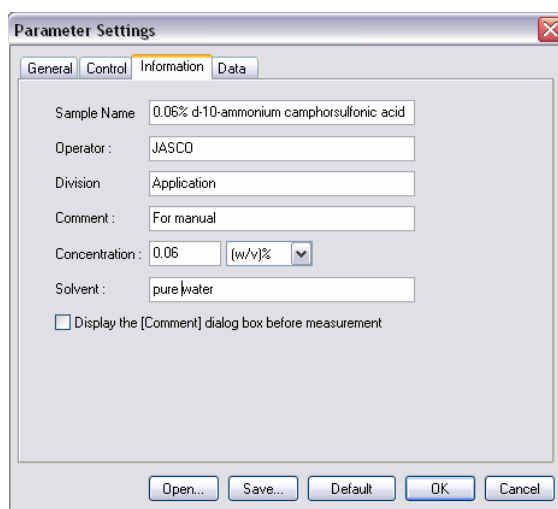 Parameter Settings
General Control Information Data
Sample Name 0.06% d-10-ammonium camphorsulfonic acid
Operator : JASCO
Division Application
Comment : For manual
Concentration : 0.06 (w/v)%
Solvent : pure water
Display the [Comment] dialog box before measurement
Open... Save... Default OK Cancel